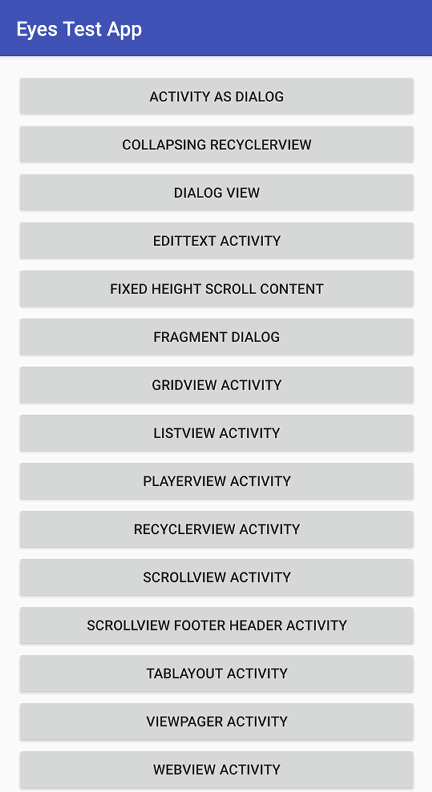 Eyes Test App
ACTIVITY AS DIALOG
COLLAPSING RECYCLERVIEW
DIALOG VIEW
EDITTEXT ACTIVITY
FIXED HEIGHT SCROLL CONTENT
FRAGMENT DIALOG
GRIDVIEW ACTIVITY
LISTVIEW ACTIVITY
PLAYERVIEW ACTIVITY
RECYCLERVIEW ACTIVITY
SCROLLVIEW ACTIVITY
SCROLLVIEW FOOTER HEADER ACTIVITY
TABLAYOUT ACTIVITY
VIEWPAGER ACTIVITY
WEBVIEW ACTIVITY